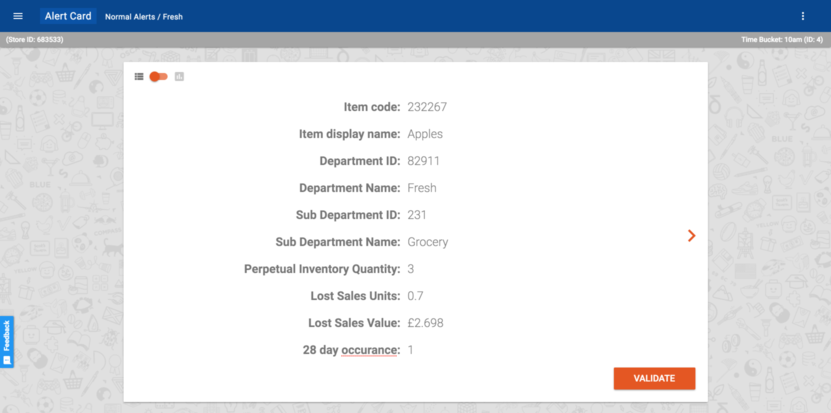 Alert Card Normal Alerts / Fresh
(Store ID: 683533) Time Bucket: 10am (ID: 4)
Item code: 232267
Item display name: Apples
Department ID: 82911
Department Name: Fresh
Sub Department ID: 231
Sub Department Name: Grocery
Perpetual Inventory Quantity: 3
Lost Sales Units: 0.7
Lost Sales Value: £2.698
28 day occurance: 1
Feedback
VALIDATE